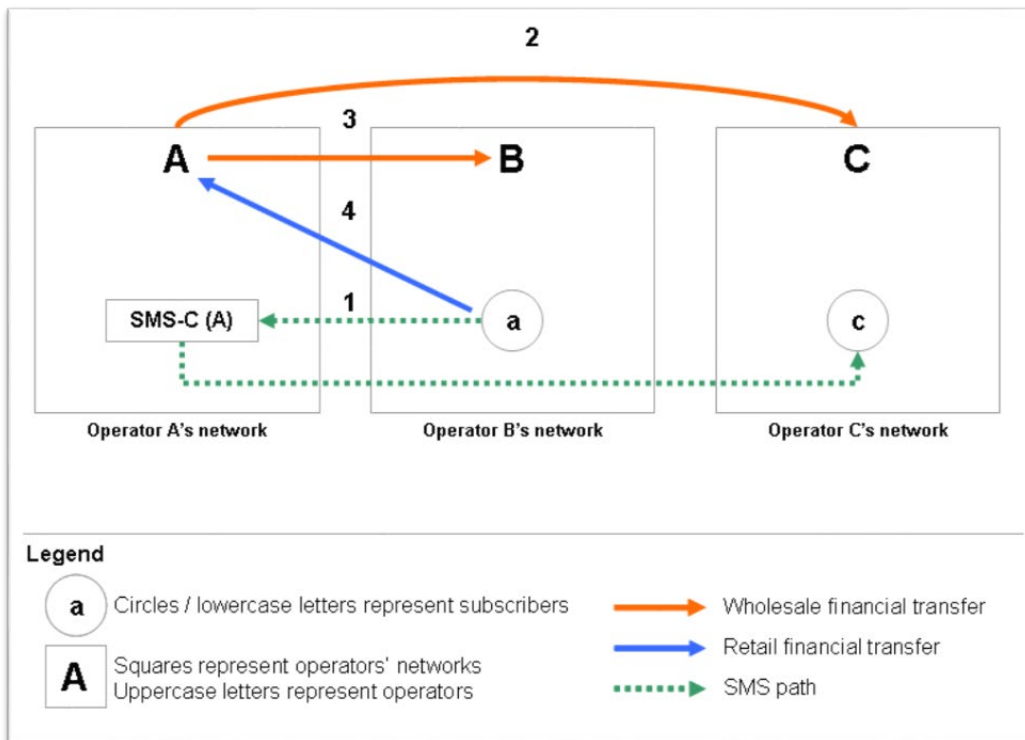 2
3
A
B
C
4
1
SMS-C (A)
a
c
Operator A's network
Operator B's network
Operator C's network
Legend
a
Circles / lowercase letters represent subscribers
A
Squares represent operators' networks
Uppercase letters represent operators
Wholesale financial transfer
Retail financial transfer
SMS path